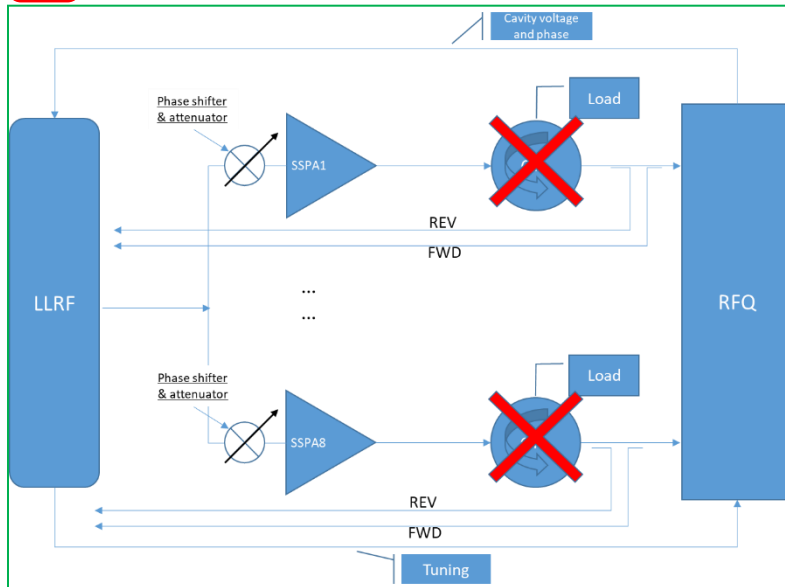 Cavity voltage
and phase
Phase shifter
& attenuator
Load
SSPA1
REV
FWD
LLRF
...
...
RFQ
Phase shifter
& attenuator
Load
SSPA8
REV
FWD
Tuning